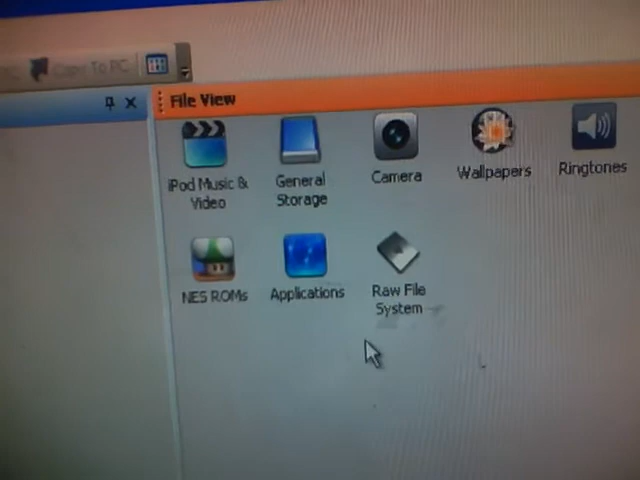 Copy To PC
File View
iPod Music &
Video
General
Storage
Camera
Wallpapers
Ringtones
NES ROMs
Applications
Raw File
System